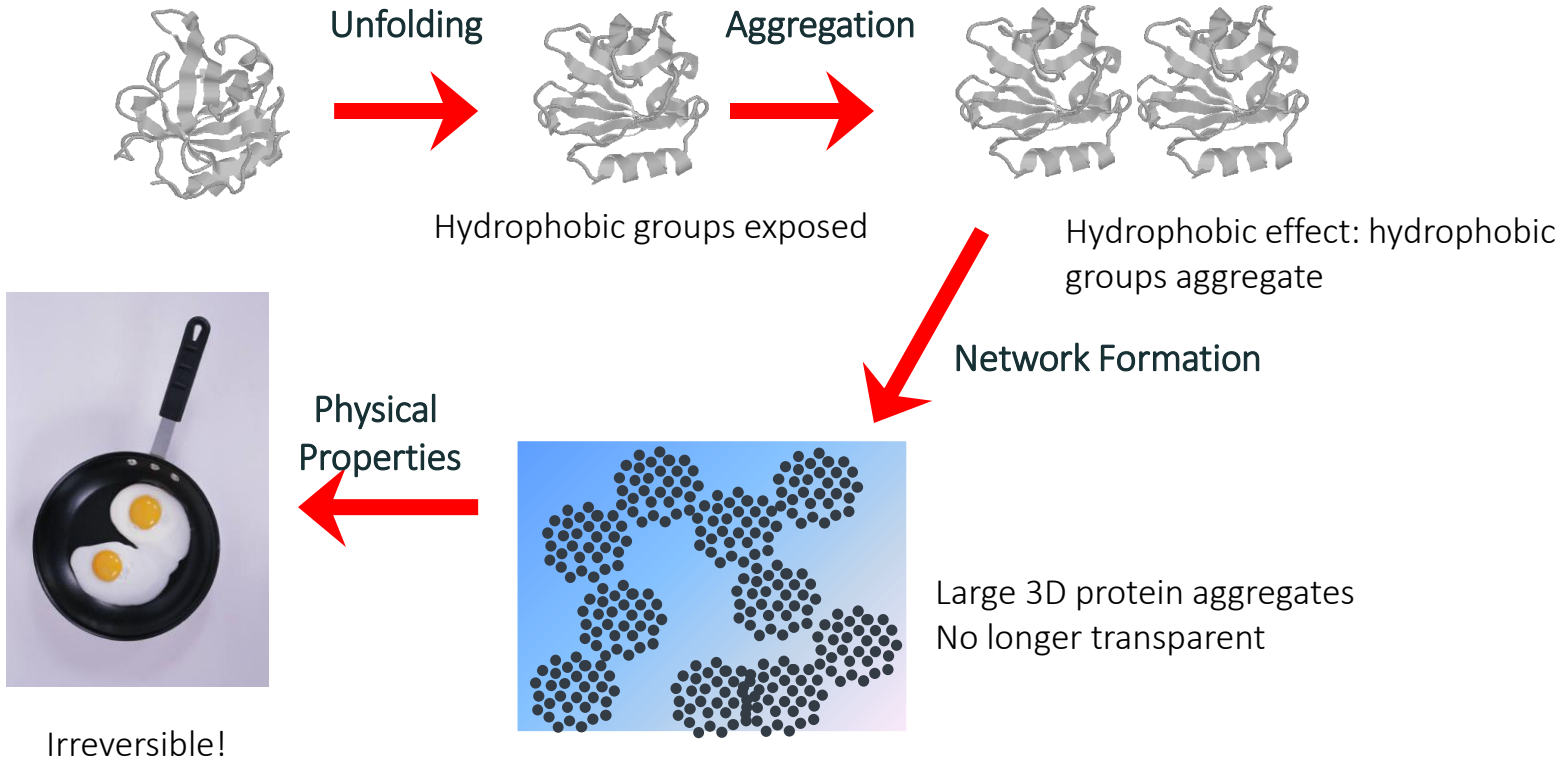 Unfolding
Aggregation
Hydrophobic groups exposed
Hydrophobic effect: hydrophobic
groups aggregate
Network Formation
Physical
Properties
Large 3D protein aggregates
No longer transparent
Irreversible!